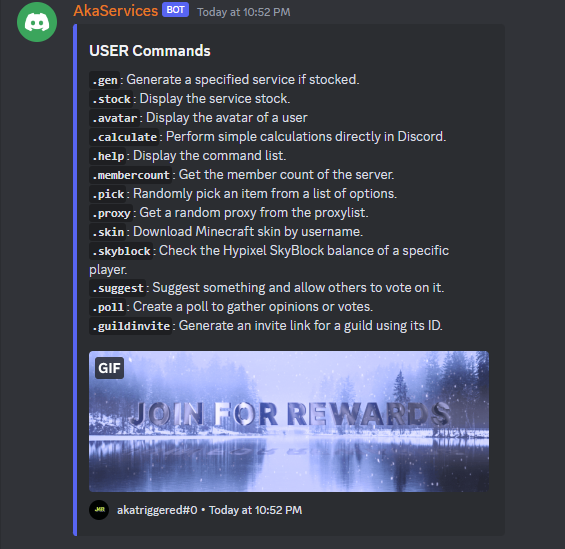 AkaServices BOT Today at 10:52 PM
USER Commands
.gen: Generate a specified service if stocked.
.stock: Display the service stock.
.avatar: Display the avatar of a user
.calculate: Perform simple calculations directly in Discord.
.help: Display the command list.
.membercount: Get the member count of the server.
.pick: Randomly pick an item from a list of options.
.proxy: Get a random proxy from the proxylist.
.skin: Download Minecraft skin by username.
.skyblock: Check the Hypixel SkyBlock balance of a specific
player.
.suggest: Suggest something and allow others to vote on it.
.poll: Create a poll to gather opinions or votes.
.guildinvite: Generate an invite link for a guild using its ID.
GIF
JOIN FOR REWARDS
akatriggered#0 • Today at 10:52 PM